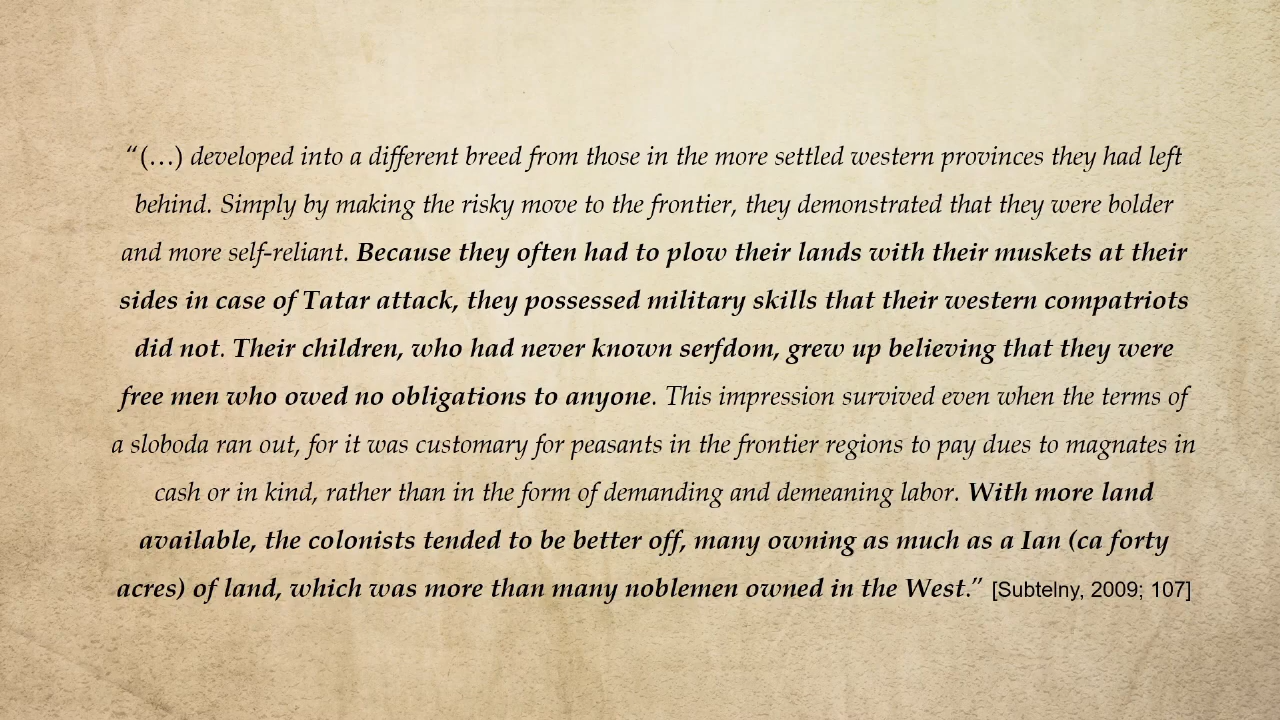 “(…) developed into a different breed from those in the more settled western provinces they had left
behind. Simply by making the risky move to the frontier, they demonstrated that they were bolder
and more self-reliant. Because they often had to plow their lands with their muskets at their
sides in case of Tatar attack, they possessed military skills that their western compatriots
did not. Their children, who had never known serfdom, grew up believing that they were
free men who owed no obligations to anyone. This impression survived even when the terms of
a sloboda ran out, for it was customary for peasants in the frontier regions to pay dues to magnates in
cash or in kind, rather than in the form of demanding and demeaning labor. With more land
available, the colonists tended to be better off, many owning as much as a Ian (ca forty
acres) of land, which was more than many noblemen owned in the West.” [Subtelny, 2009; 107]